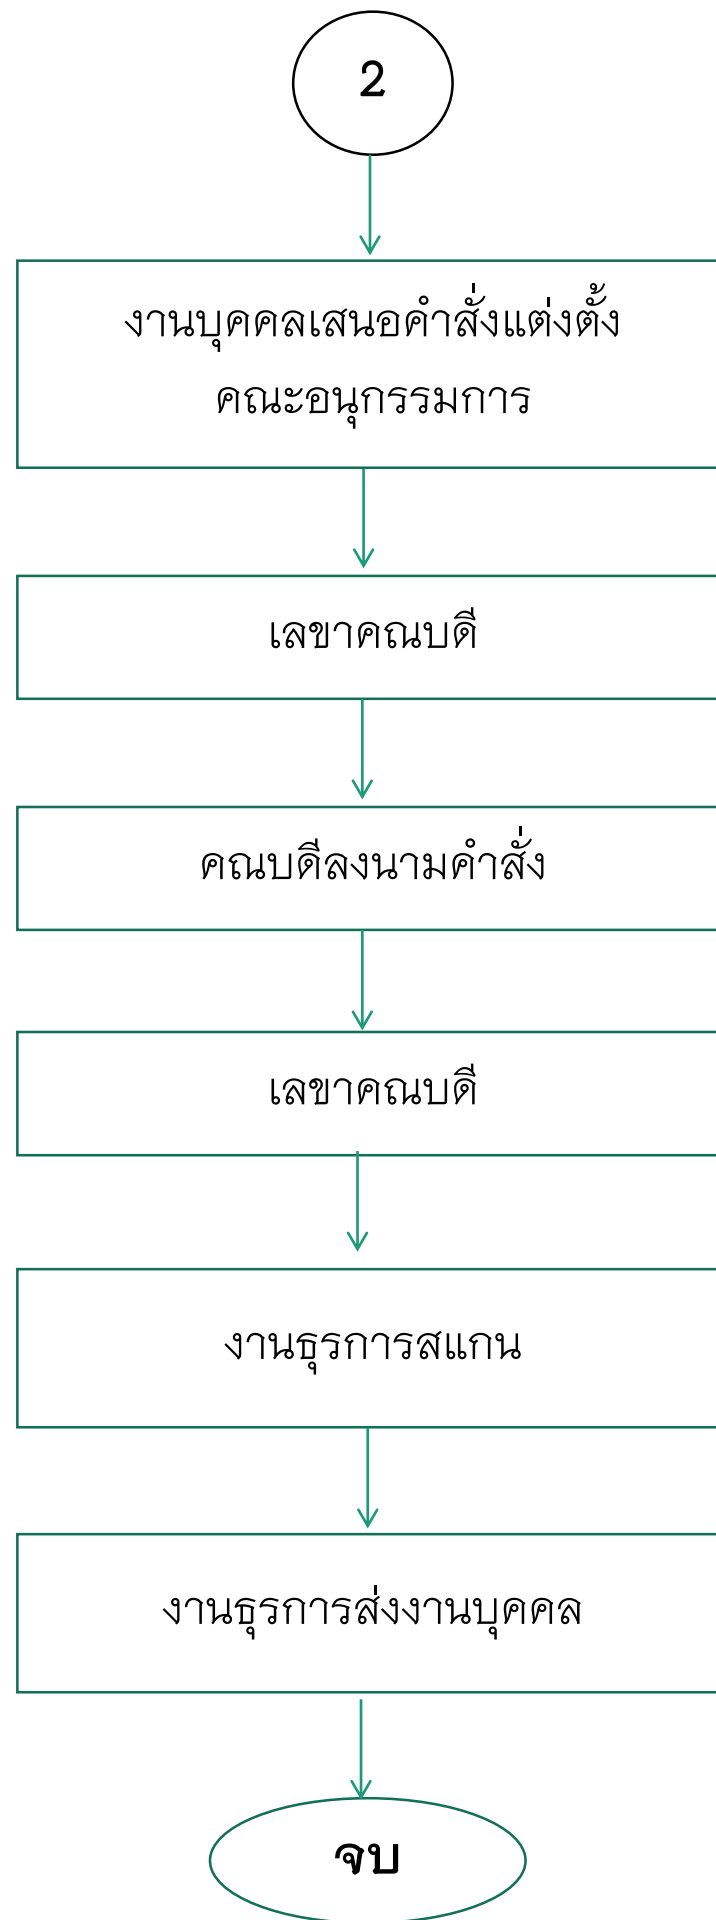 2
งานบุคคลเสนอคำสั่งแต่งตั้ง
คณะอนุกรรมการ
เลขาคณบดี
คณบดีลงนามคำสั่ง
เลขาคณบดี
งานธุรการสแกน
งานธุรการส่งงานบุคคล
จบ